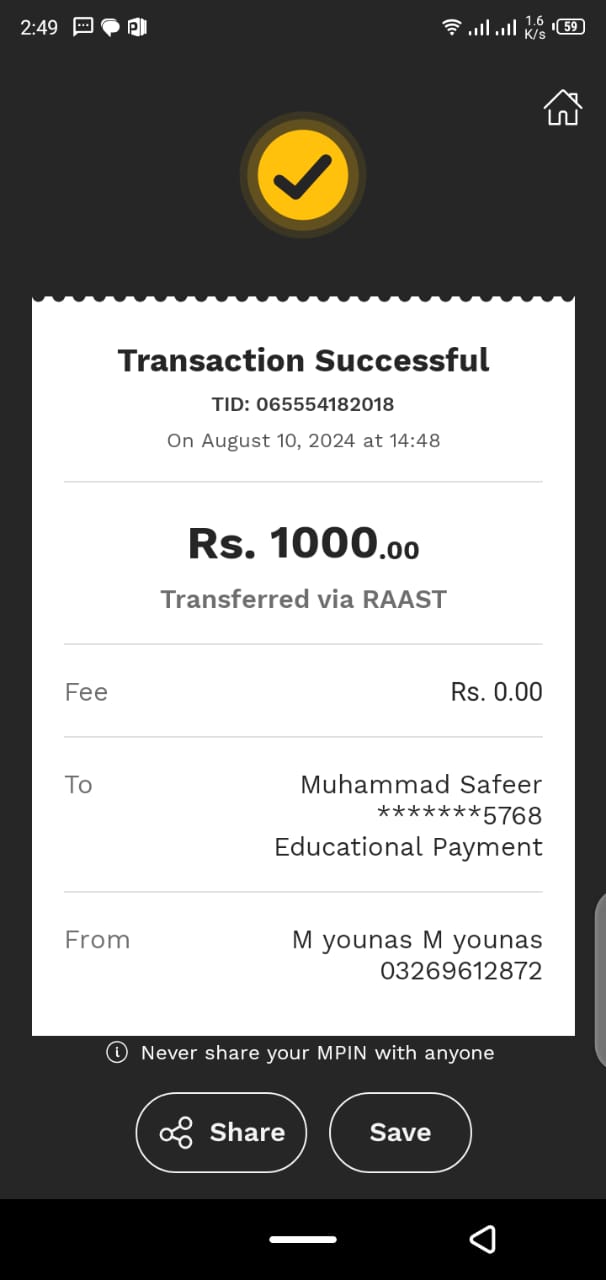 2:49
1.6
K/s
59
Transaction Successful
TID: 065554182018
On August 10, 2024 at 14:48
Rs. 1000.00
Transferred via RAAST
Fee Rs. 0.00
To Muhammad Safeer
*******5768
Educational Payment
From M younas M younas
03269612872
Never share your MPIN with anyone
Share Save